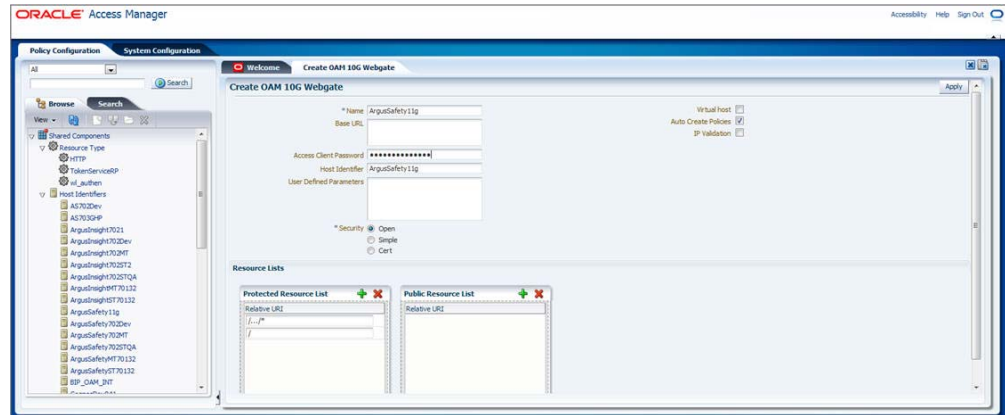 ORACLE Access Manager
Accessibility Help Sign Out
Policy Configuration System Configuration
All
Search
Browse Search
View
Shared Components
Resource Type
HTTP
TokenServiceRP
wl_authen
Host Identifiers
AS702Dev
AS703GHP
ArgusInsight7021
ArgusInsight702Dev
ArgusInsight702MT
ArgusInsight702ST2
ArgusInsight702STQA
ArgusInsightMT70132
ArgusInsightST70132
ArgusSafety11g
ArgusSafety702Dev
ArgusSafety702MT
ArgusSafety702STQA
ArgusSafetyMT70132
ArgusSafetyST70132
BIP_OAM_INT
Welcome Create OAM 10G Webgate
Create OAM 10G Webgate
Apply
* Name ArgusSafety11g
Base URL
Access Client Password ••••••••••••••
Host Identifier ArgusSafety11g
User Defined Parameters
* Security Open
Simple
Cert
Virtual host
Auto Create Policies
IP Validation
Resource Lists
Protected Resource List
Relative URI
/.../*
/
Public Resource List
Relative URI